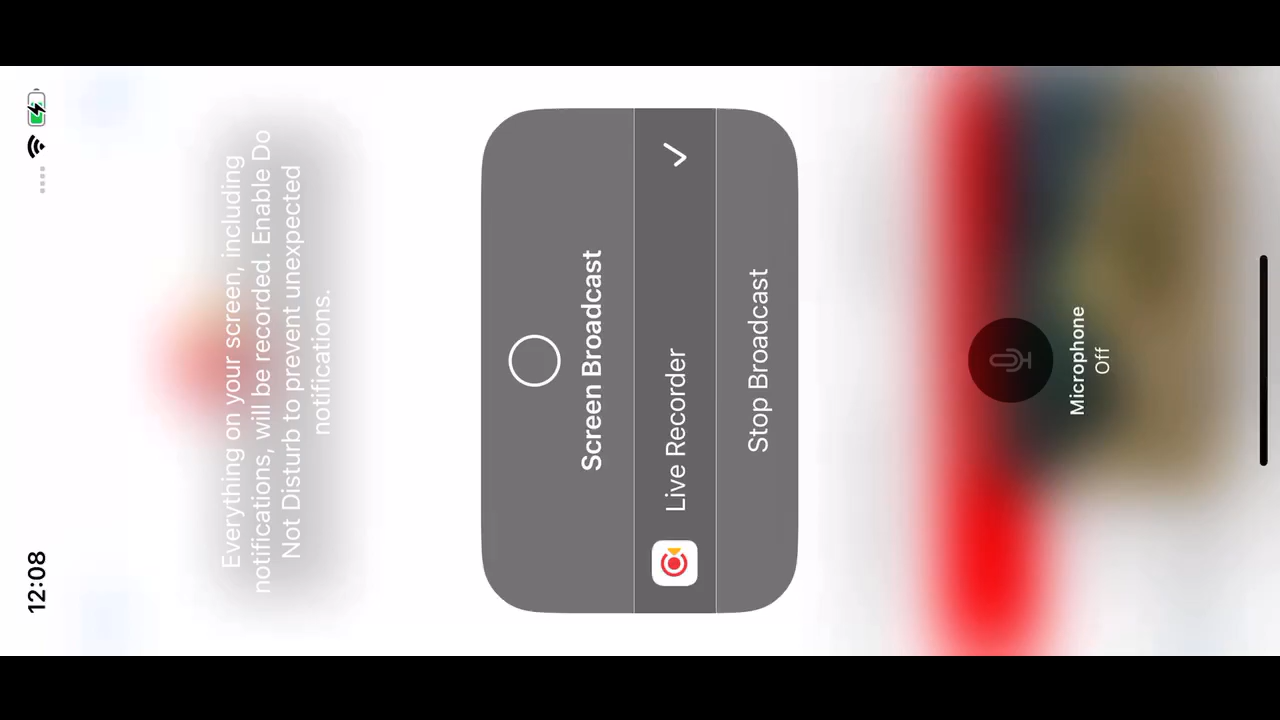 12:08
Everything on your screen, including
notifications, will be recorded. Enable Do
Not Disturb to prevent unexpected
notifications.
Screen Broadcast
Live Recorder
Stop Broadcast
Microphone
Off